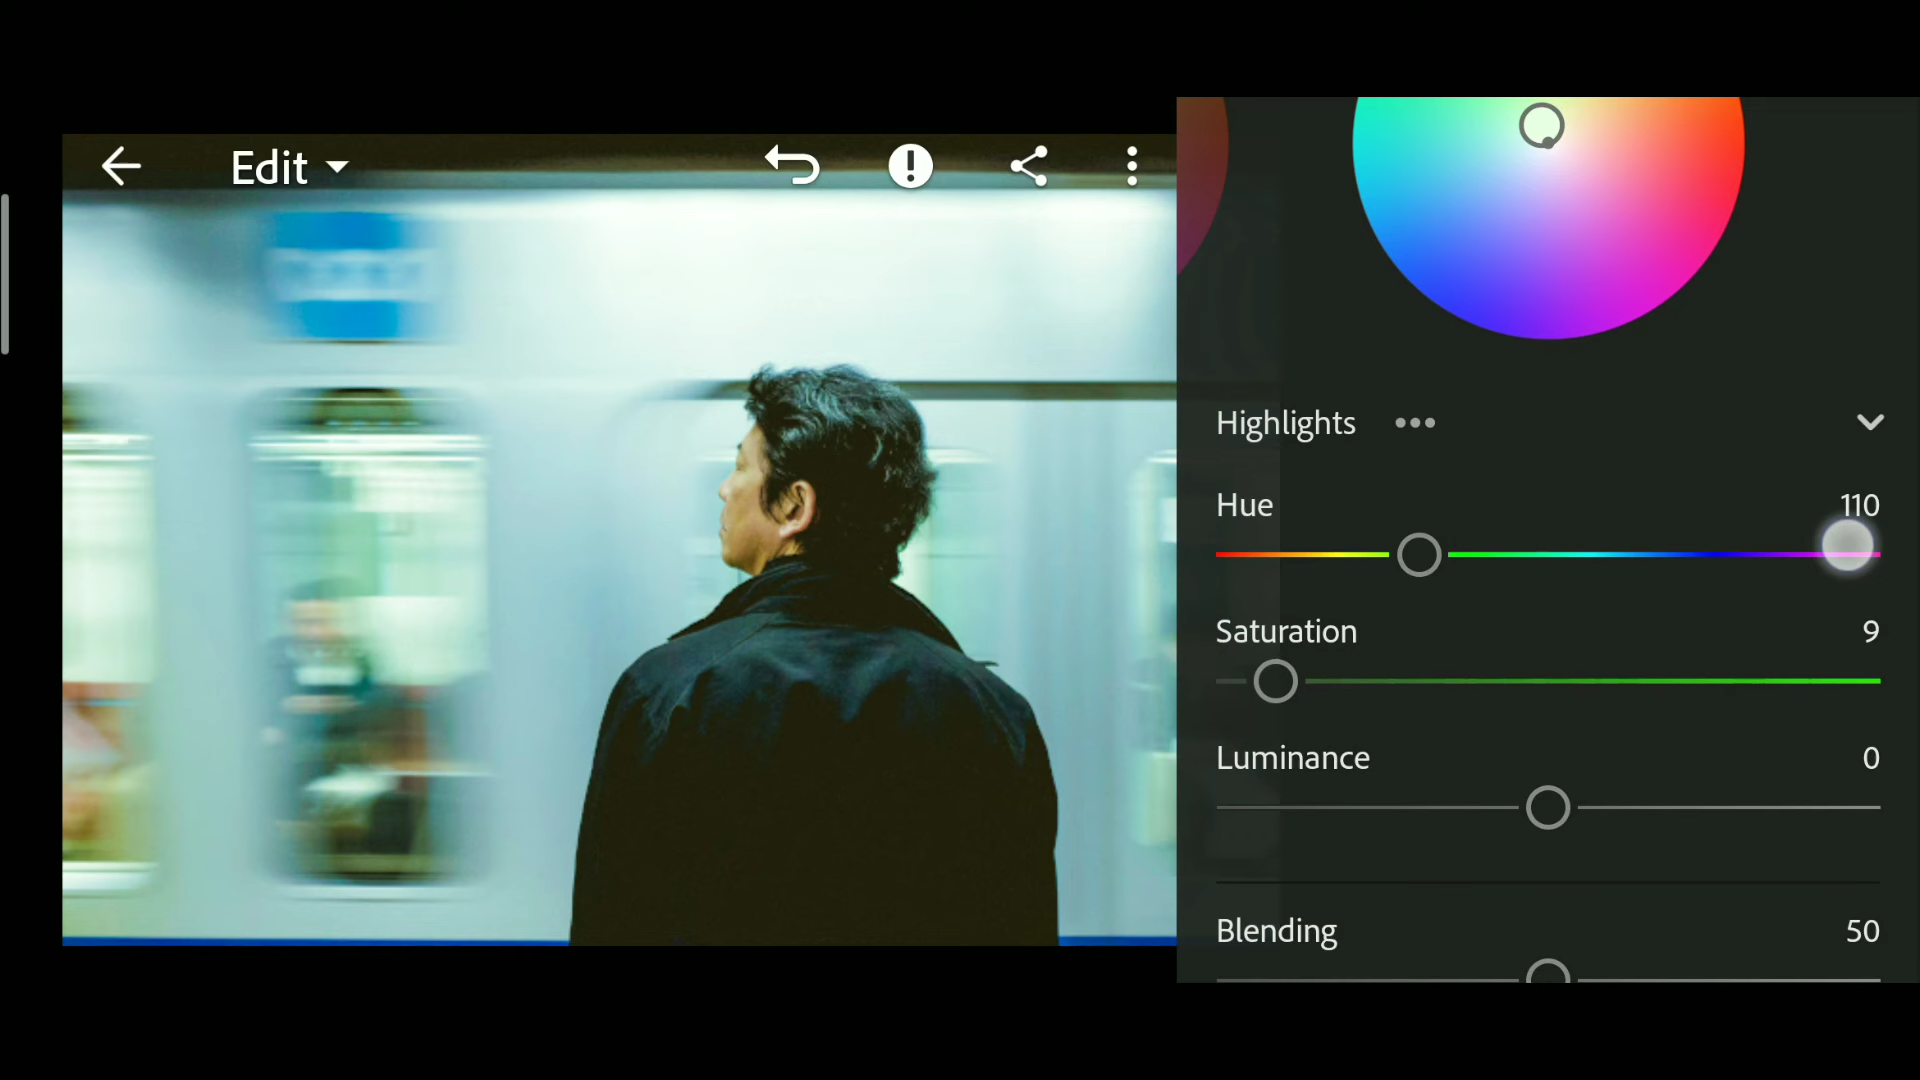 Edit
Highlights
Hue 110
Saturation 9
Luminance 0
Blending 50